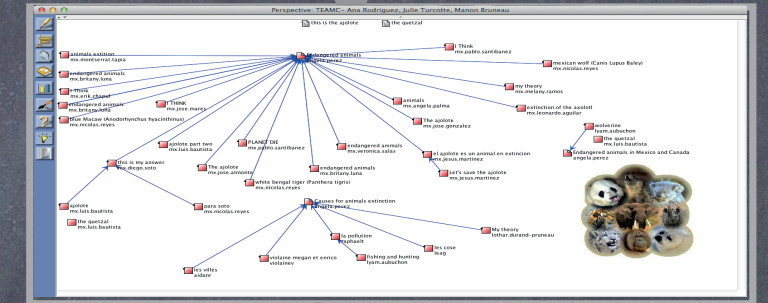 Perspective: TEAMC- Ana Rodriguez, Julie Turcotte, Manon Bruneau
this is the ajolote
the quetzal
I Think
mx.pablo.santibanez
animals extition
mx.montserrat.tapia
Endangered animals
angela.perez
mexican wolf (Canis Lupus Bailey)
mx.nicolas.reyes
endangered animals
mx.britany.luna
my theory
mx.melany.ramos
I Think
mx.erik.chapul
I THINK
mx.jose.mares
animals
mx.angela.palma
endangered animals
mx.britany.luna
extinction of the axolotl
mx.leonardo.aguilar
blue Macaw (Anodorhynchus hyacinthinus)
mx.nicolas.reyes
The ajolote
mx.jose.gonzalez
wolverine
lyam.aubuchon
the quetzal
mx.luis.bautista
ajolote part two
mx.luis.bautista
PLANET DIE
mx.pablo.santibanez
endangered animals
mx.veronica.salas
el ajolote es un animal en extincion
mx.jesus.martinez
Endangered animals in Mexico and Canada
angela.perez
this is my answer
mx.diego.soto
The ajolote
mx.jose.almonte
endangered animals
mx.britany.luna
Let's save the ajolote
mx.jesus.martinez
white bengal tiger (Panthera tigris)
mx.nicolas.reyes
ajolote
mx.luis.bautista
para soto
mx.nicolas.reyes
Causes for animals extinction
angela.perez
the quetzal
mx.luis.bautista
My theory
lothar.durand-pruneau
la pollution
raphaelt
les cose
leag
violaine megan et enrico
violainev
fishing and hunting
lyam.aubuchon
les villes
aidanr